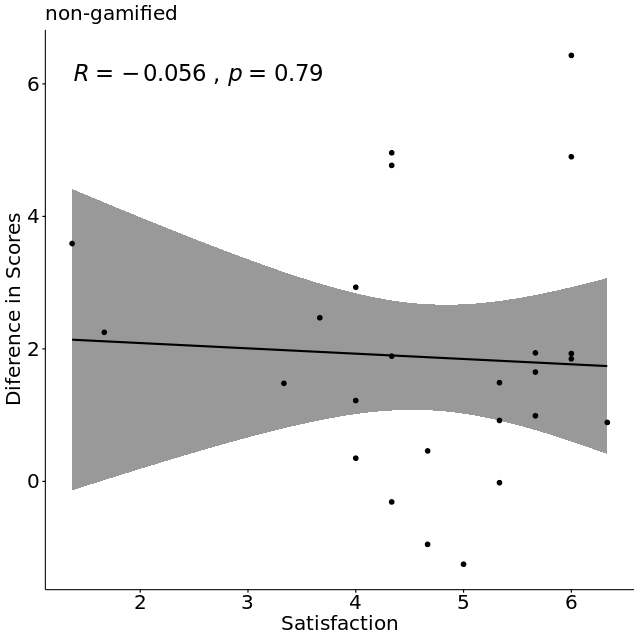 non-gamified
R = −0.056 , p = 0.79
6
4
2
0
Diference in Scores
2 3 4 5 6
Satisfaction